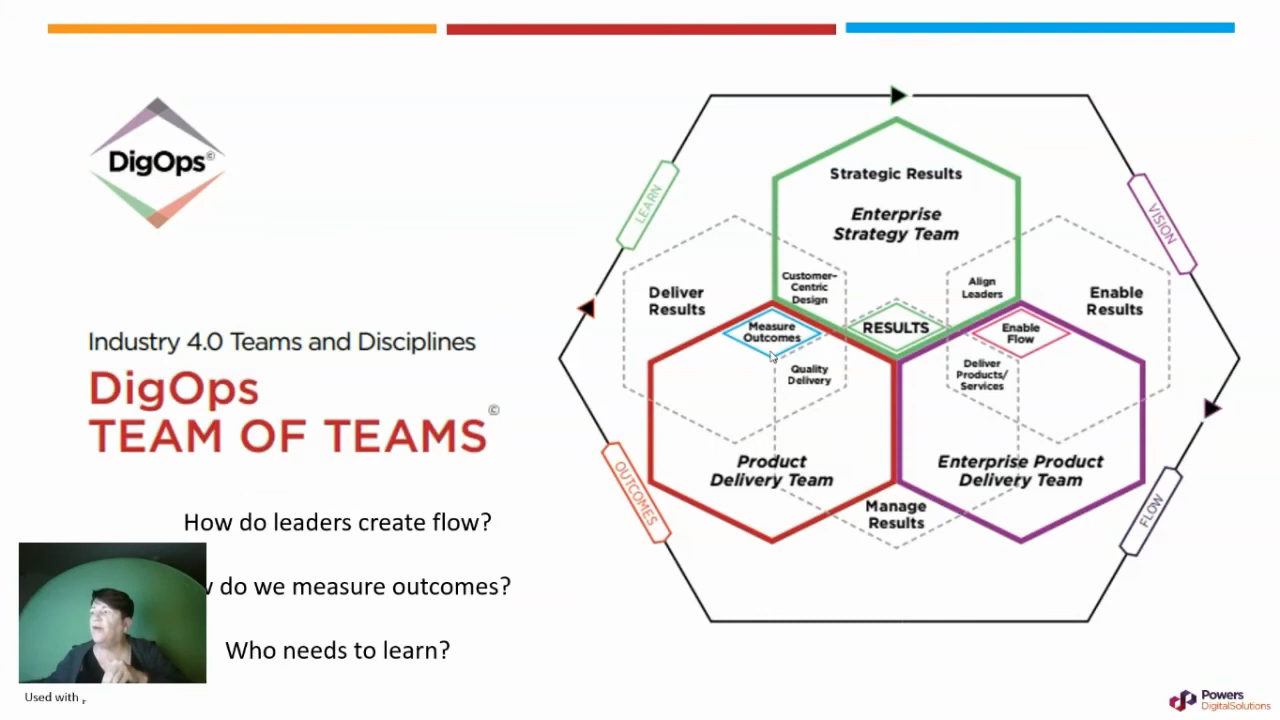 DigOps©
Industry 4.0 Teams and Disciplines
DigOps
TEAM OF TEAMS©
How do leaders create flow?
do we measure outcomes?
Who needs to learn?
Used with
LEARN
VISION
OUTCOMES
FLOW
Strategic Results
Enterprise
Strategy Team
Customer-
Centric
Design
Align
Leaders
Deliver
Results
Enable
Results
Measure
Outcomes
RESULTS
Enable
Flow
Quality
Delivery
Deliver
Products/
Services
Product
Delivery Team
Enterprise Product
Delivery Team
Manage
Results
Powers
DigitalSolutions